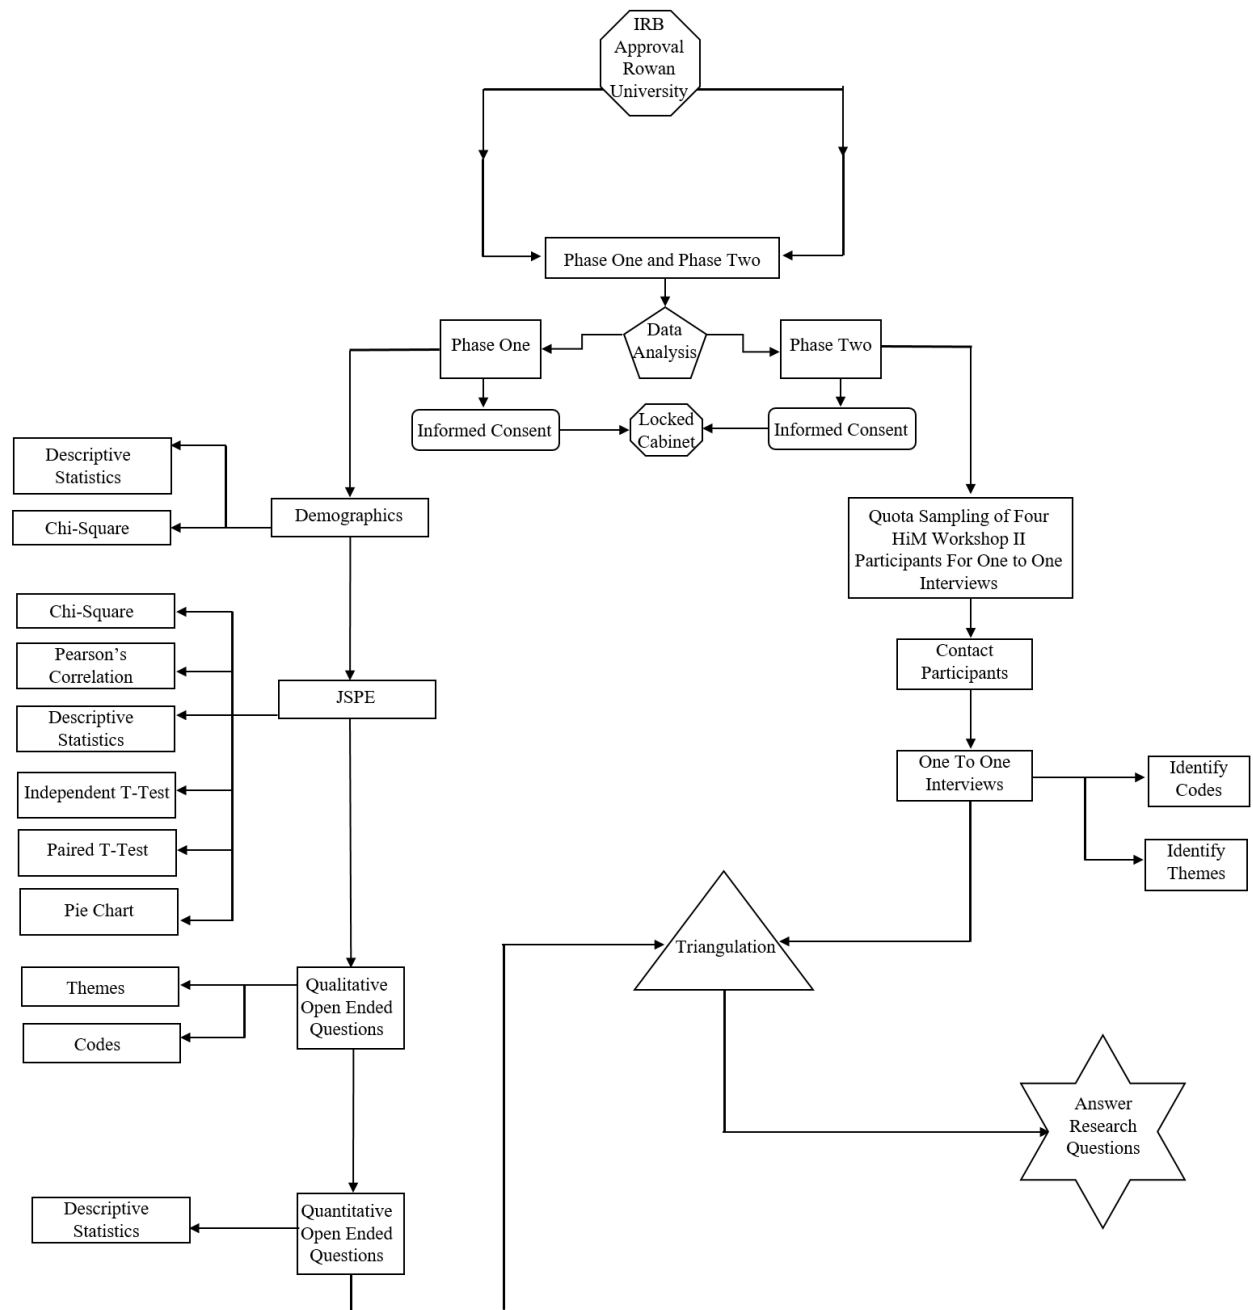 IRB
Approval
Rowan
University
Phase One and Phase Two
Data
Analysis
Phase One
Phase Two
Informed Consent
Locked
Cabinet
Informed Consent
Descriptive
Statistics
Chi-Square
Demographics
Quota Sampling of Four
HiM Workshop II
Participants For One to One
Interviews
Chi-Square
Pearson’s
Correlation
Descriptive
Statistics
Independent T-Test
Paired T-Test
Pie Chart
JSPE
Contact
Participants
One To One
Interviews
Identify
Codes
Identify
Themes
Triangulation
Themes
Codes
Qualitative
Open Ended
Questions
Answer
Research
Questions
Descriptive
Statistics
Quantitative
Open Ended
Questions